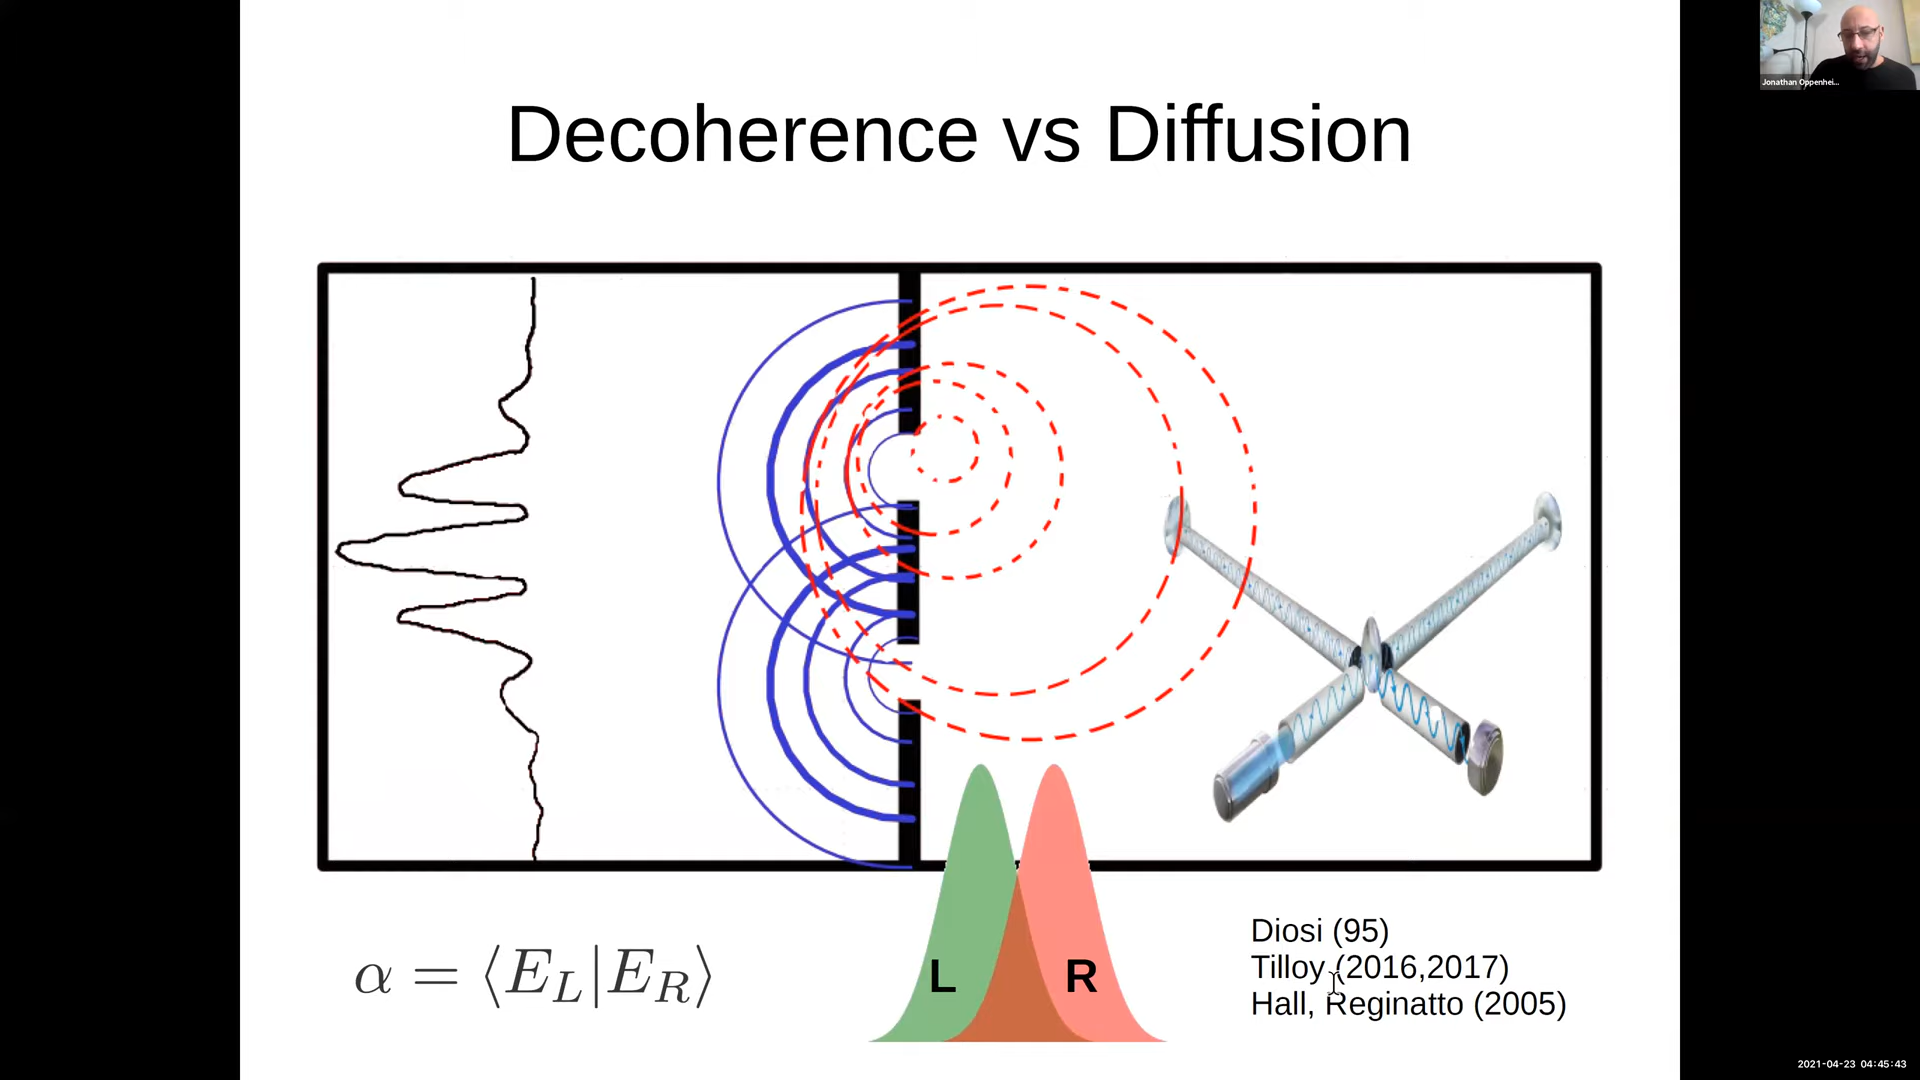 Jonathan Oppenhei...
Decoherence vs Diffusion
α = ⟨E_L|E_R⟩
L
R
Diosi (95)
Tilloy (2016,2017)
Hall, Reginatto (2005)
2021-04-23 04:45:43